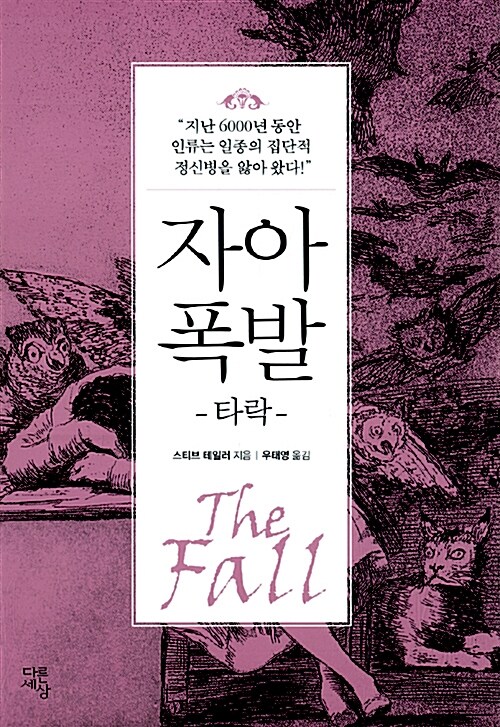 “지난 6000년 동안
인류는 일종의 집단적
정신병을 앓아 왔다!”
자아
폭발
- 타락 -
스티브 테일러 지음 | 우태영 옮김
The
Fall
다른
세상